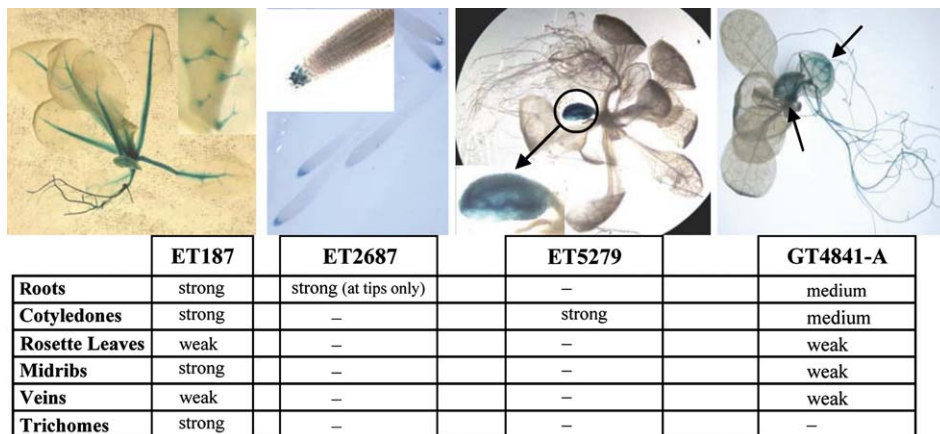 ET187 ET2687 ET5279 GT4841-A
Roots strong strong (at tips only) – medium
Cotyledones strong – strong medium
Rosette Leaves weak – – weak
Midribs strong – – weak
Veins weak – – weak
Trichomes strong – – –